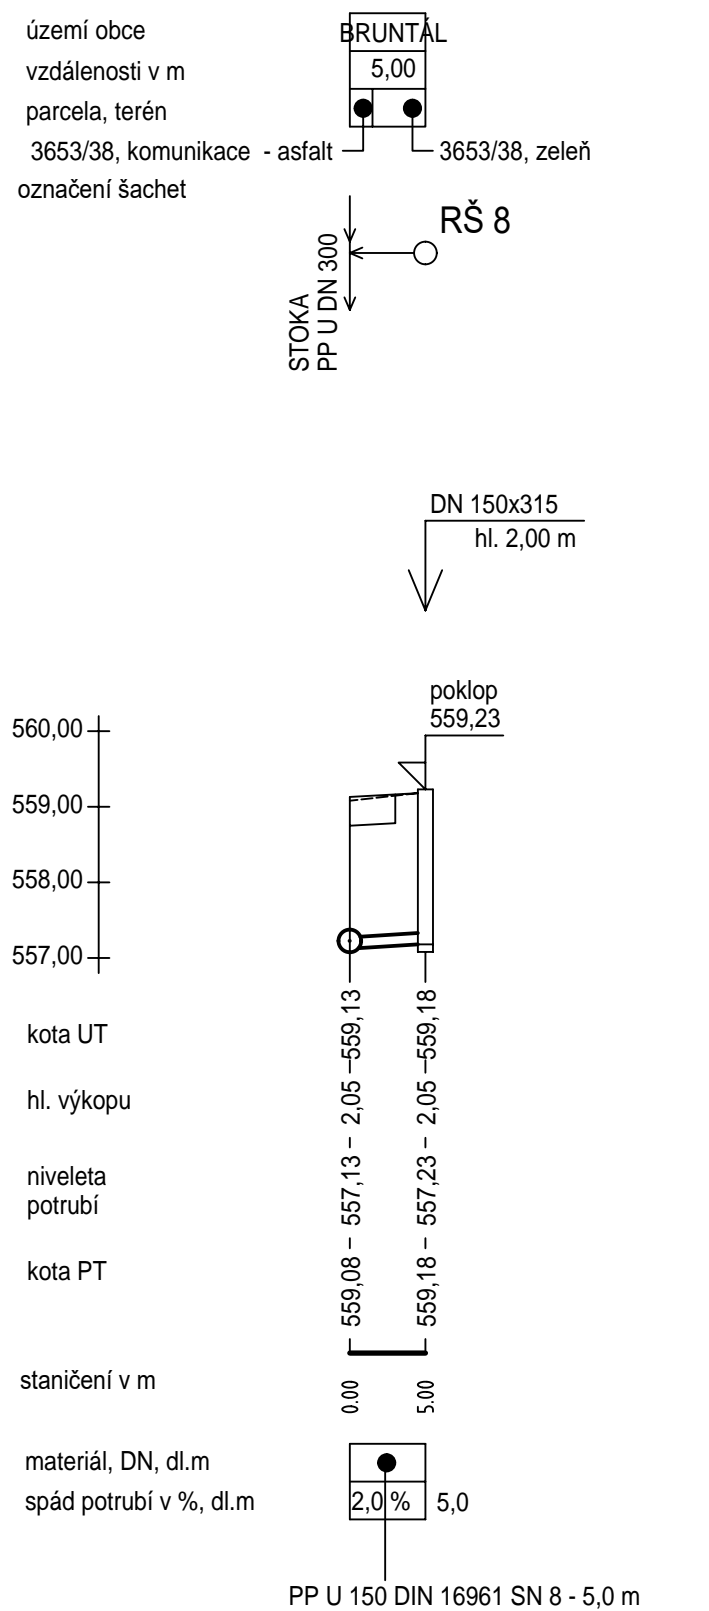 území obce
BRUNTÁL
vzdálenosti v m
5,00
parcela, terén
3653/38, komunikace - asfalt
3653/38, zeleň
označení šachet
RŠ 8
STOKA
PP U DN 300
DN 150x315
hl. 2,00 m
poklop
559,23
560,00
559,00
558,00
557,00
kota UT
559,13
559,18
hl. výkopu
2,05
2,05
niveleta
potrubí
557,13
557,23
kota PT
559,08
559,18
staničení v m
0.00
5.00
materiál, DN, dl.m
spád potrubí v %, dl.m
2,0 %
5,0
PP U 150 DIN 16961 SN 8 - 5,0 m